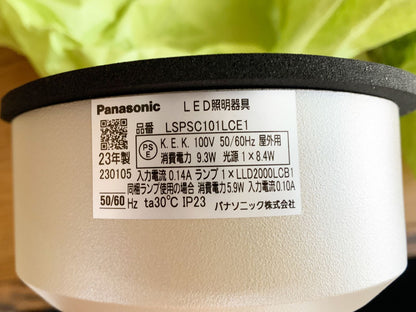 Panasonic LED照明器具
品番 LSPSC101LCE1
PS E K.E.K. 100V 50/60Hz 屋外用
消費電力 9.3W 光源 1×8.4W
23年製
230105 入力電流 0.14A ランプ 1×LLD2000LCB1
同梱ランプ使用の場合 消費電力5.9W 入力電流0.10A
50/60 Hz ta30℃ IP23 パナソニック株式会社